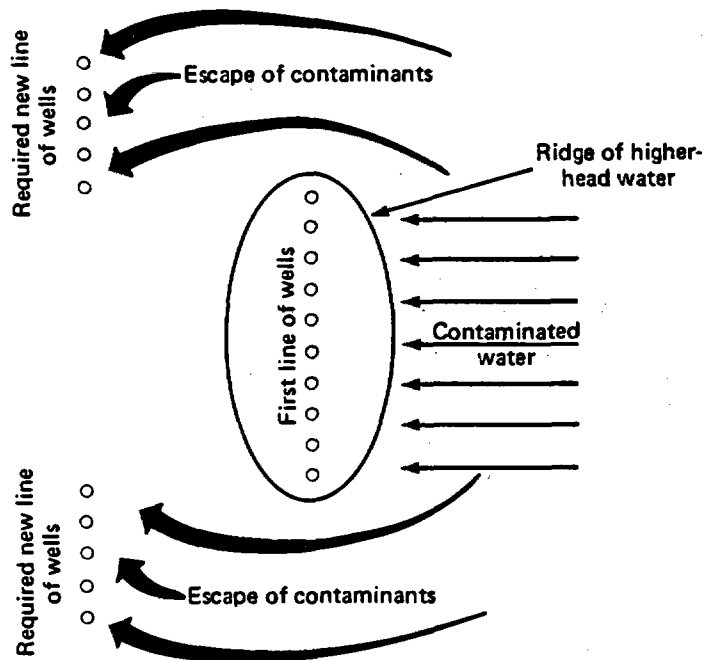 Required new line
of wells
Escape of contaminants
Ridge of higher-
head water
First line of wells
Contaminated
water
Required new line
of wells
Escape of contaminants